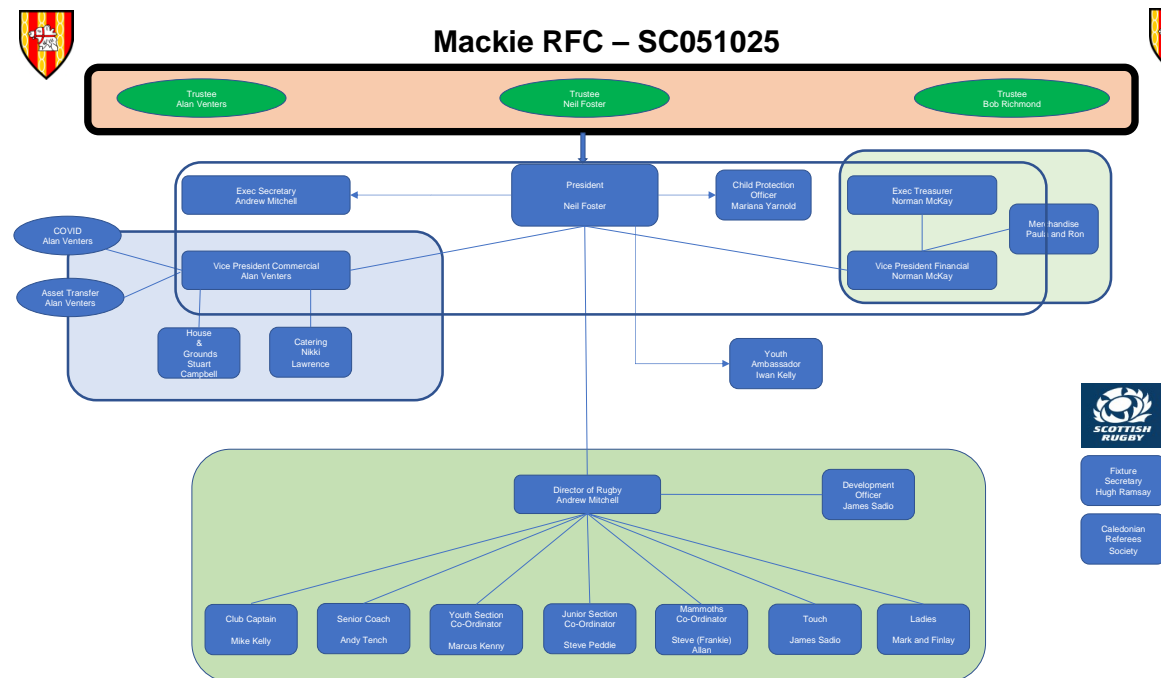 Mackie RFC – SC051025
Trustee
Alan Venters
Trustee
Neil Foster
Trustee
Bob Richmond
Exec Secretary
Andrew Mitchell
President
Neil Foster
Child Protection
Officer
Mariana Yarnold
Exec Treasurer
Norman McKay
Merchandise
Paula and Ron
COVID
Alan Venters
Vice President Commercial
Alan Venters
Vice President Financial
Norman McKay
Asset Transfer
Alan Venters
House
&
Grounds
Stuart
Campbell
Catering
Nikki
Lawrence
Youth
Ambassador
Iwan Kelly
SCOTTISH
RUGBY
Fixture
Secretary
Hugh Ramsay
Caledonian
Referees
Society
Director of Rugby
Andrew Mitchell
Development
Officer
James Sadio
Club Captain
Mike Kelly
Senior Coach
Andy Tench
Youth Section
Co-Ordinator
Marcus Kenny
Junior Section
Co-Ordinator
Steve Peddie
Mammoths
Co-Ordinator
Steve (Frankie)
Allan
Touch
James Sadio
Ladies
Mark and Finlay